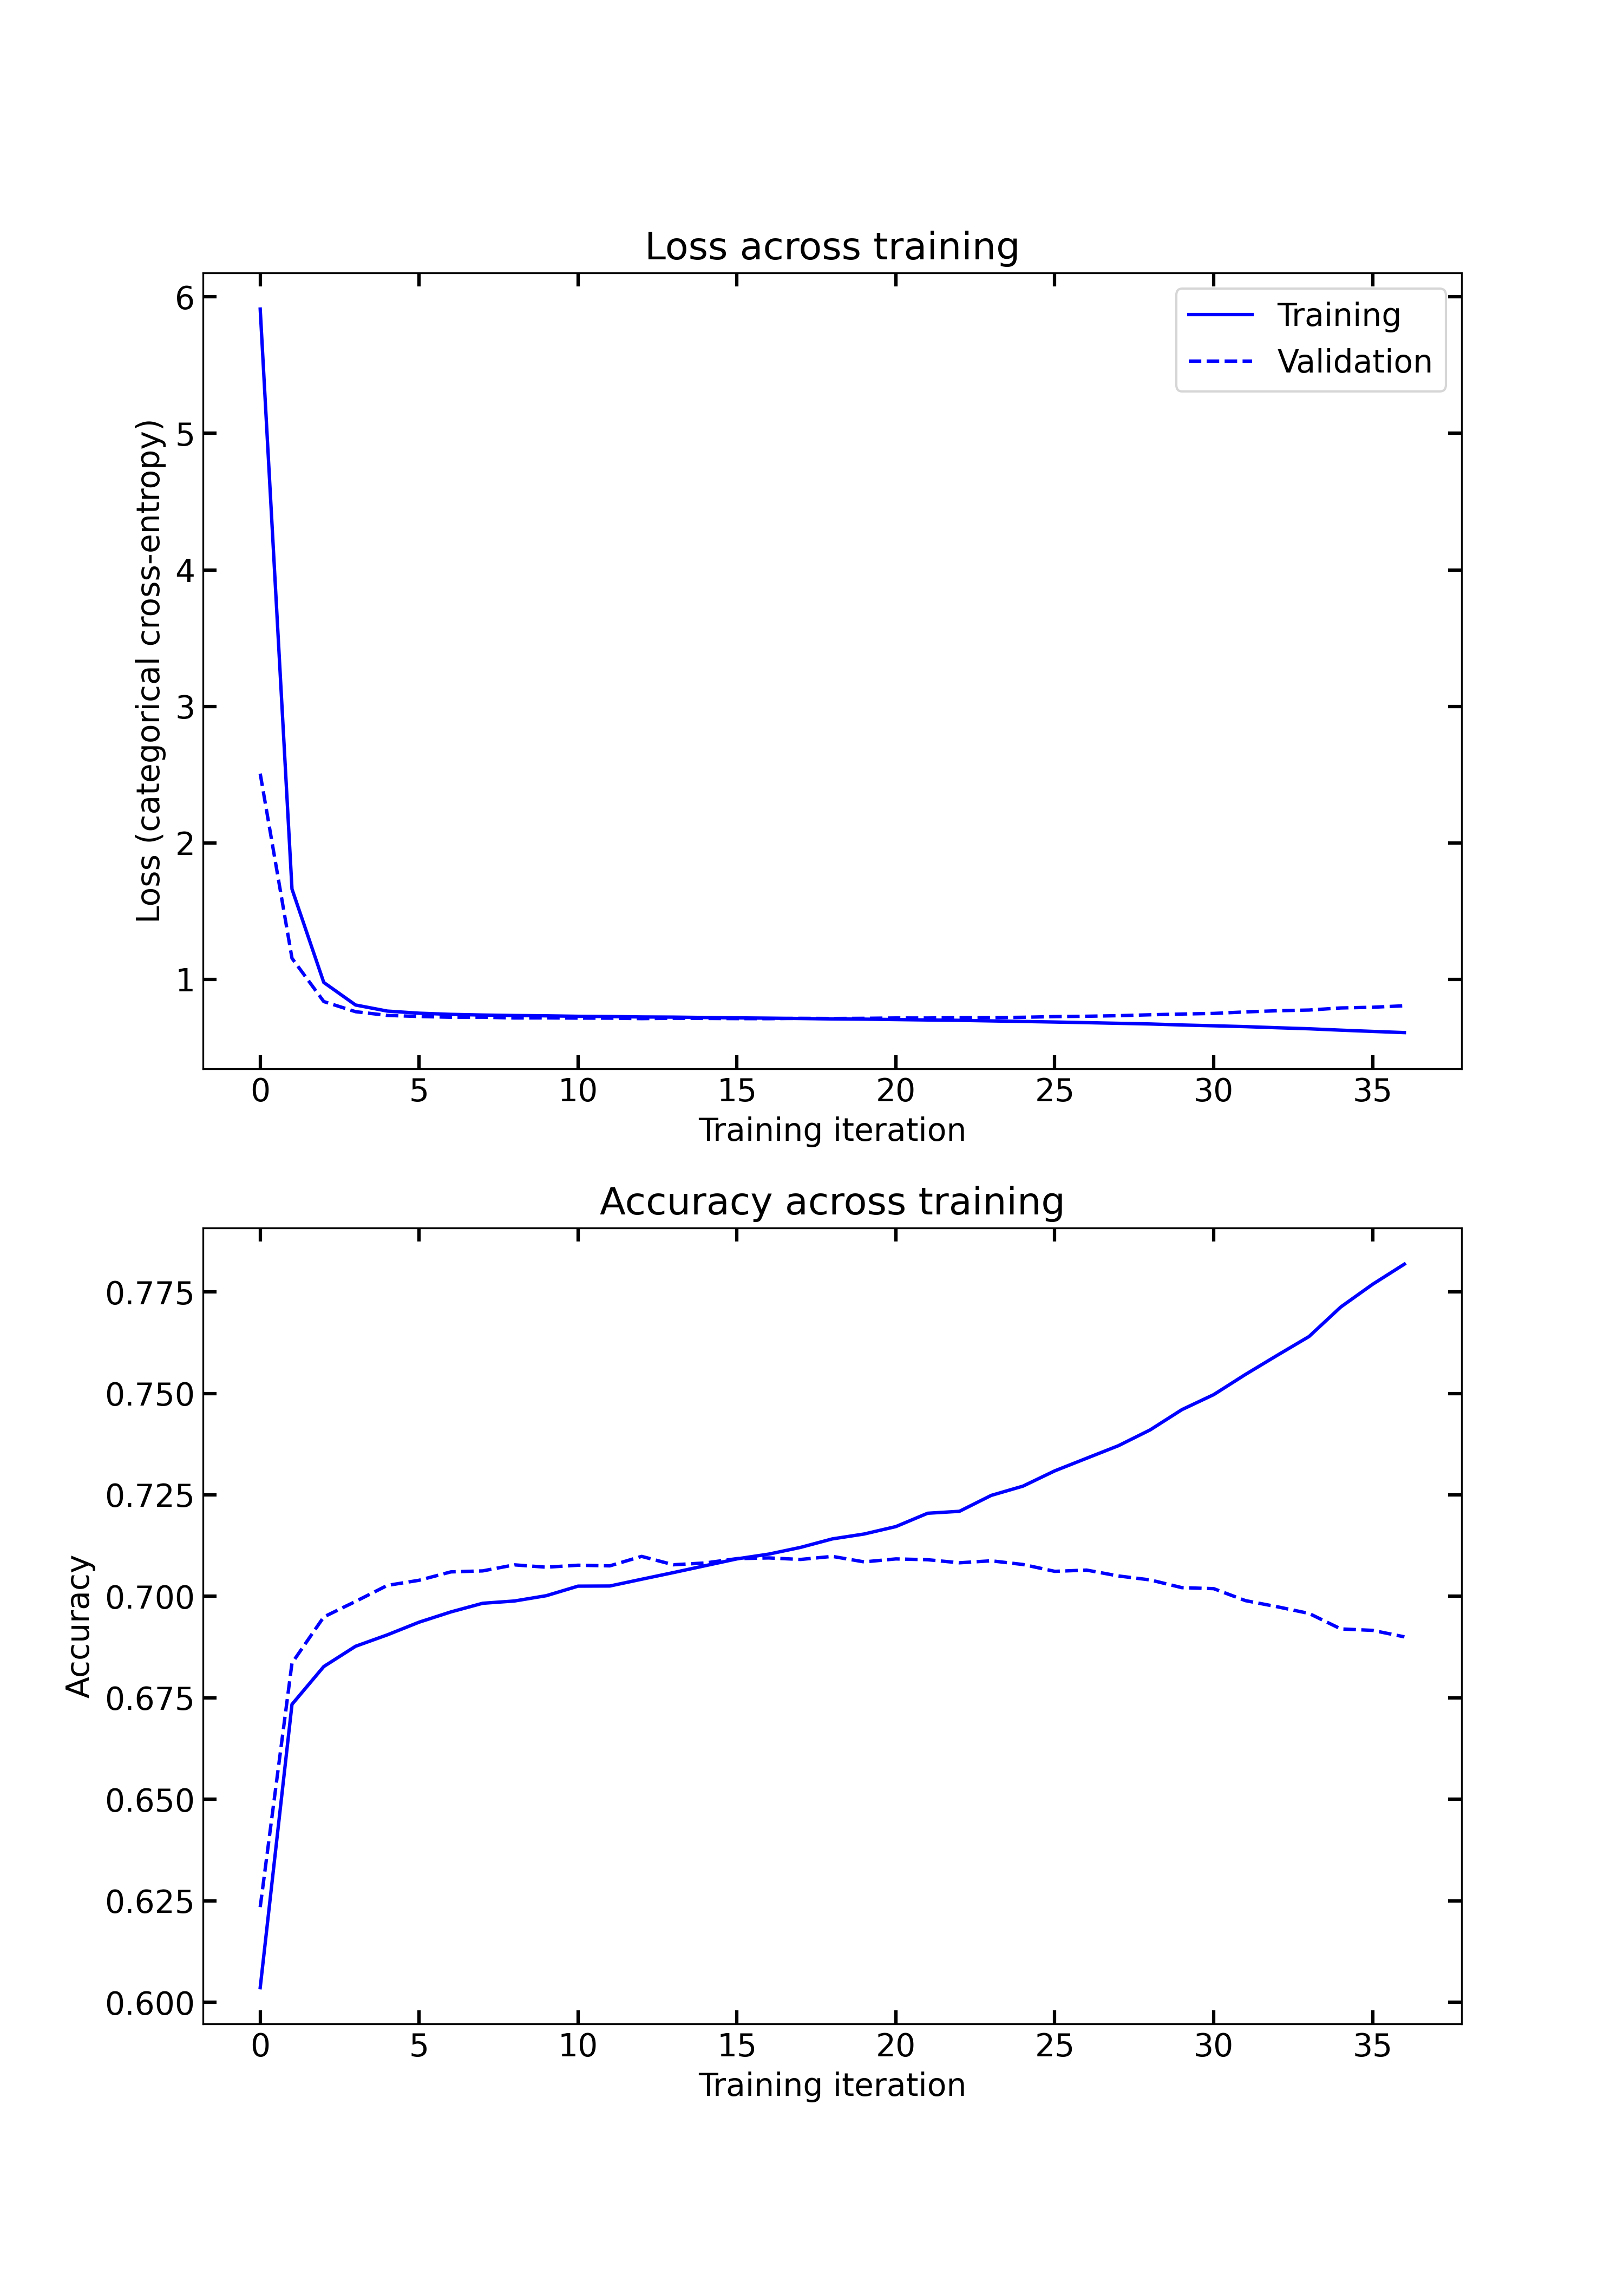 Loss across training
6
5
4
3
2
1
Loss (categorical cross-entropy)
Training
Validation
0 5 10 15 20 25 30 35
Training iteration
Accuracy across training
0.775
0.750
0.725
0.700
0.675
0.650
0.625
0.600
Accuracy
0 5 10 15 20 25 30 35
Training iteration